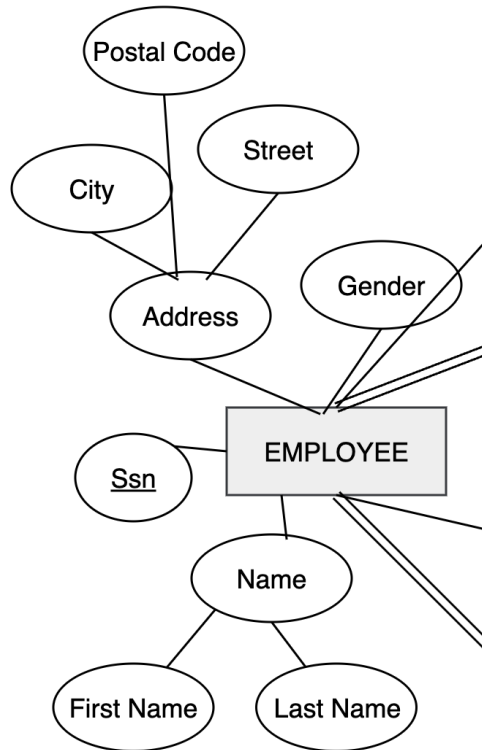 Postal Code
Street
City
Gender
Address
EMPLOYEE
Ssn
Name
First Name
Last Name